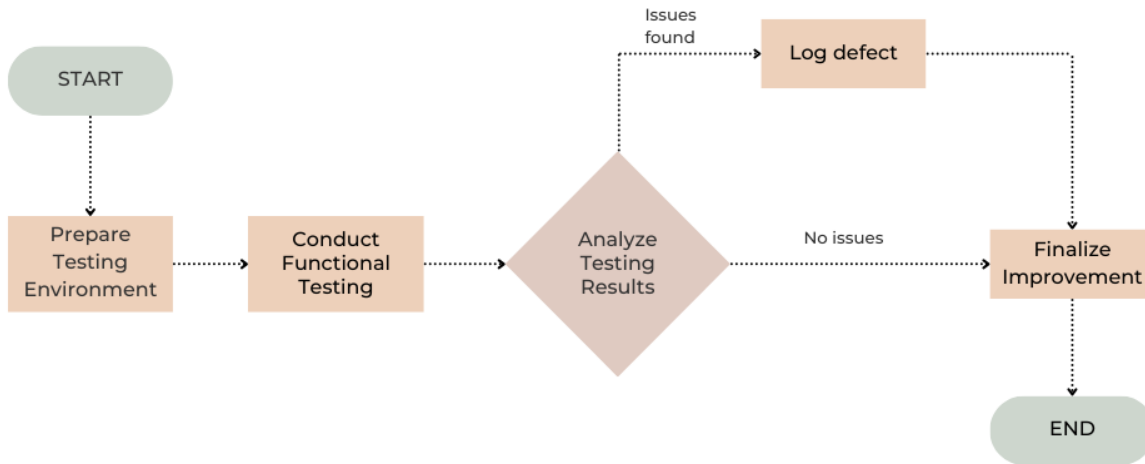 START
Prepare
Testing
Environment
Conduct
Functional
Testing
Analyze
Testing
Results
Issues
found
Log defect
No issues
Finalize
Improvement
END